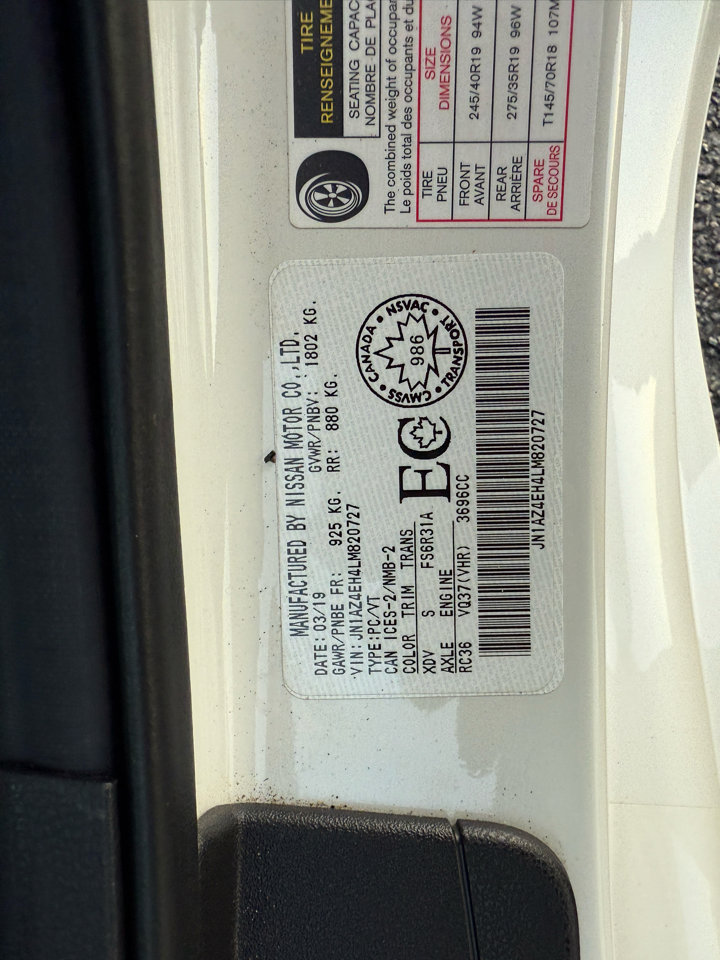 MANUFACTURED BY NISSAN MOTOR CO.,LTD.
DATE: 03/19 GVWR/PNBV: 1802 KG.
GAWR/PNBE FR: 925 KG. RR: 880 KG.
VIN: JN1AZ4EH4LM820727
TYPE:PC/VT
CAN ICES-2/NMB-2
COLOR TRIM TRANS
XDV S FS6R31A
AXLE ENGINE
RC36 VQ37(VHR) 3696CC
EC
CANADA • NSVAC • TRANSPORT • CMVSS •
986
JN1AZ4EH4LM820727
TIRE
RENSEIGNEME
SEATING CAPAC
NOMBRE DE PLA
The combined weight of occupa
Le poids total des occupants et du
TIRE SIZE
PNEU DIMENSIONS
FRONT 245/40R19 94W
AVANT
REAR 275/35R19 96W
ARRIÈRE
SPARE T145/70R18 107M
DE SECOURS